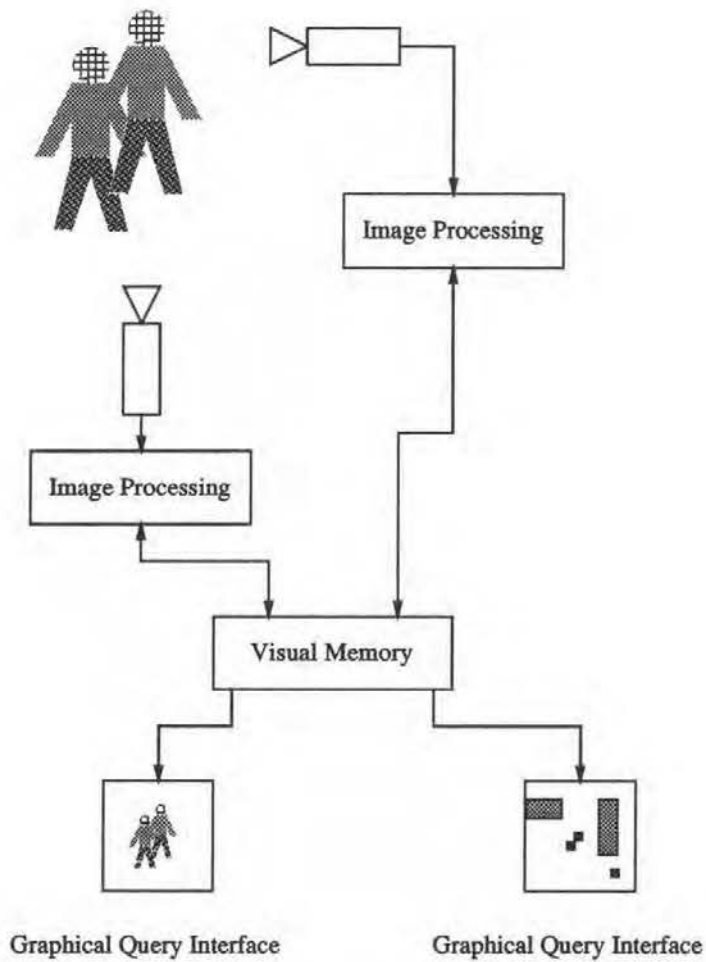 Image Processing
Image Processing
Visual Memory
Graphical Query Interface
Graphical Query Interface